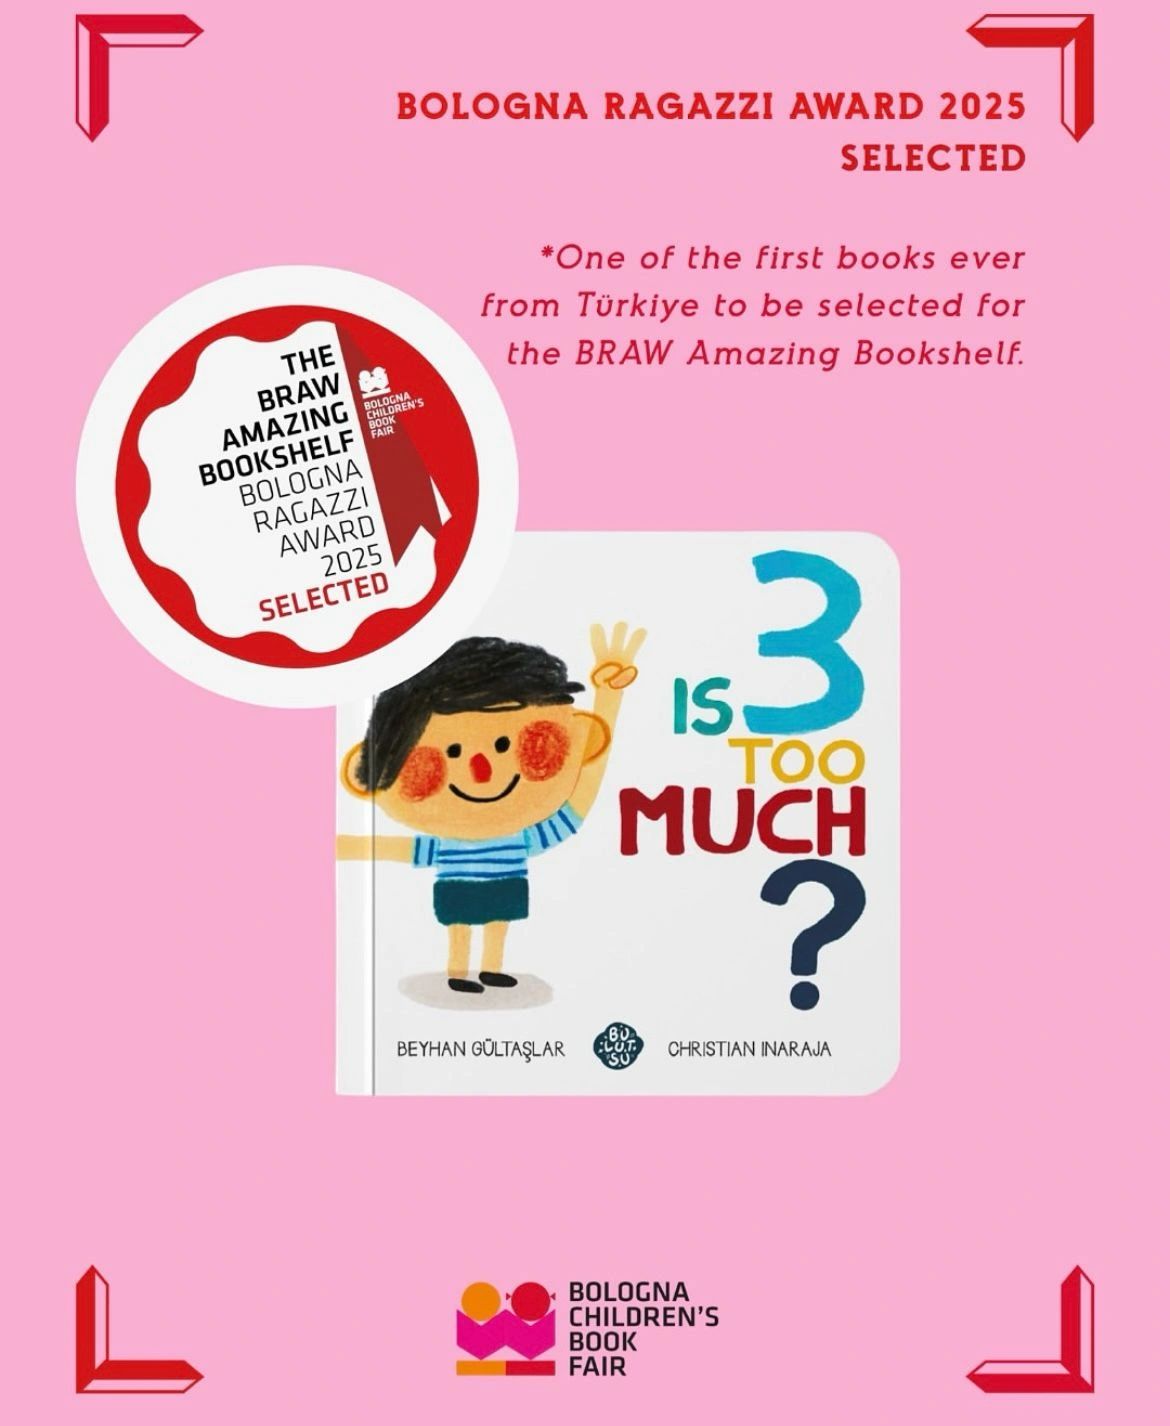 BOLOGNA RAGAZZI AWARD 2025
SELECTED
*One of the first books ever
from Türkiye to be selected for
the BRAW Amazing Bookshelf.
THE
BRAW
AMAZING
BOOKSHELF
BOLOGNA
RAGAZZI
AWARD
2025
SELECTED
BOLOGNA
CHILDREN'S
BOOK
FAIR
3
IS
TOO
MUCH
?
BEYHAN GÜLTAŞLAR
BU
LUT
SU
CHRISTIAN INARAJA
BOLOGNA
CHILDREN'S
BOOK
FAIR